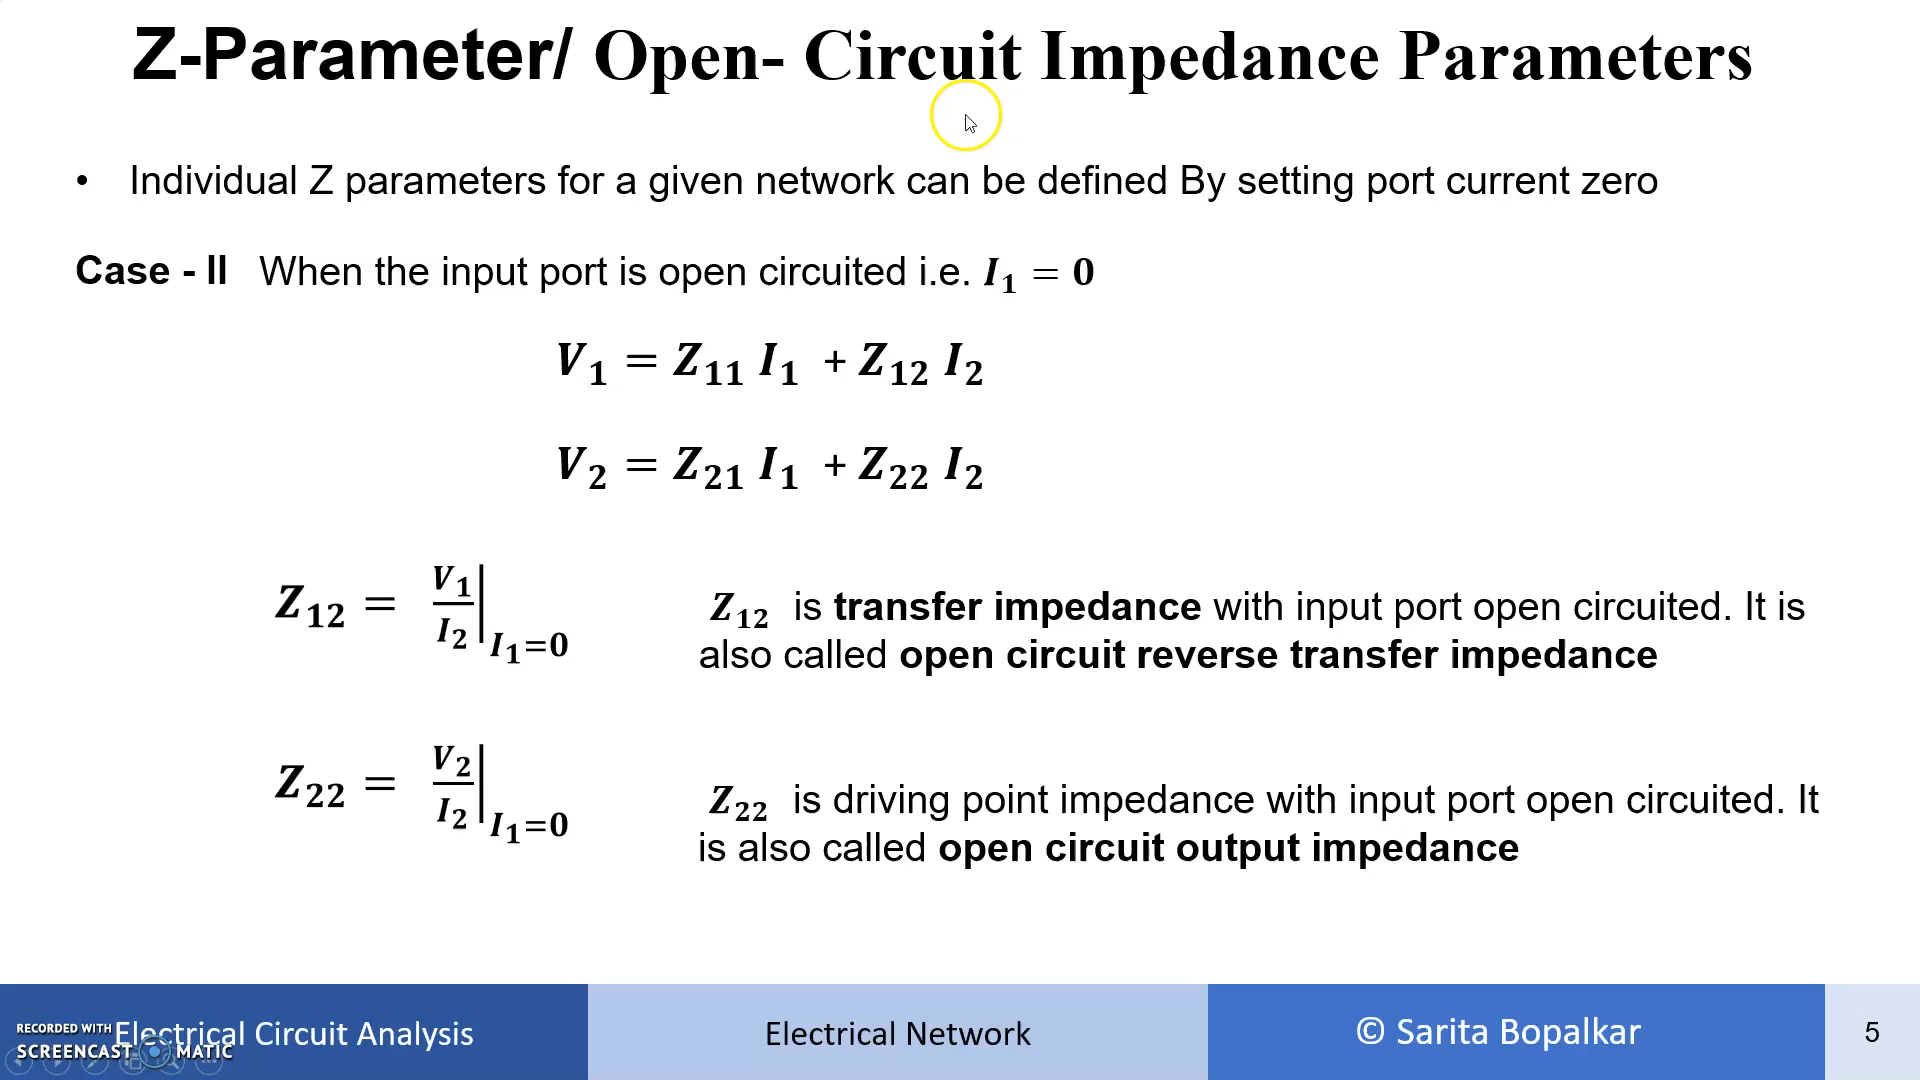 Z-Parameter/ Open- Circuit Impedance Parameters
• Individual Z parameters for a given network can be defined By setting port current zero
Case - II When the input port is open circuited i.e. I₁ = 0
V₁ = Z₁₁ I₁ + Z₁₂ I₂
V₂ = Z₂₁ I₁ + Z₂₂ I₂
Z₁₂ = V₁/I₂ |I₁=0
Z₁₂ is transfer impedance with input port open circuited. It is
also called open circuit reverse transfer impedance
Z₂₂ = V₂/I₂ |I₁=0
Z₂₂ is driving point impedance with input port open circuited. It
is also called open circuit output impedance
Electrical Circuit Analysis
Electrical Network
© Sarita Bopalkar
5
RECORDED WITH
SCREENCAST MATIC